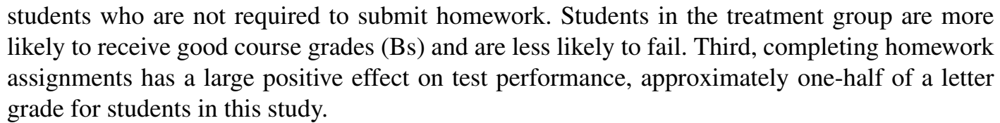 students who are not required to submit homework. Students in the treatment group are more
likely to receive good course grades (Bs) and are less likely to fail. Third, completing homework
assignments has a large positive effect on test performance, approximately one-half of a letter
grade for students in this study.